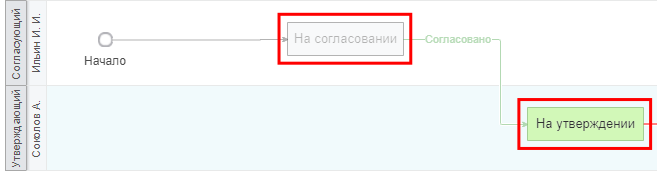 Согласующий
Ильин И. И.
Начало
На согласовании
Согласовано
Утверждающий
Соколов А.
На утверждении